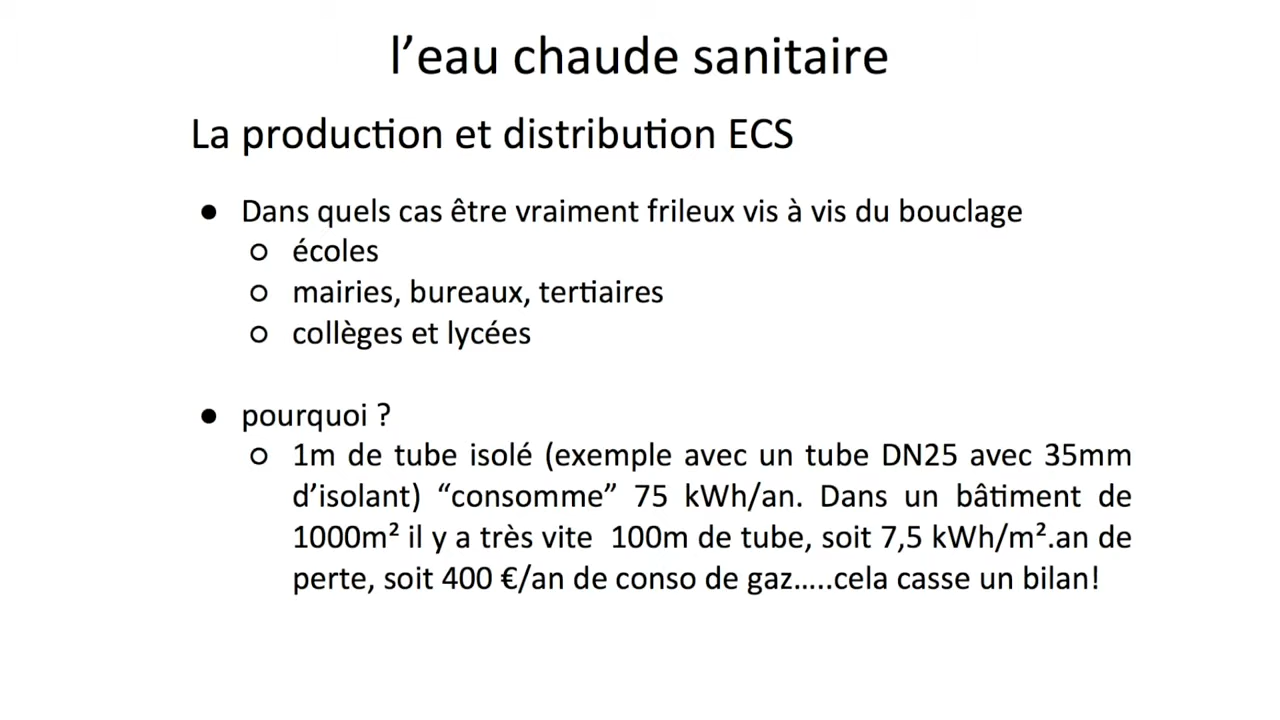 l’eau chaude sanitaire
La production et distribution ECS
● Dans quels cas être vraiment frileux vis à vis du bouclage
○ écoles
○ mairies, bureaux, tertiaires
○ collèges et lycées
● pourquoi ?
○ 1m de tube isolé (exemple avec un tube DN25 avec 35mm
d’isolant) “consomme” 75 kWh/an. Dans un bâtiment de
1000m² il y a très vite 100m de tube, soit 7,5 kWh/m².an de
perte, soit 400 €/an de conso de gaz…..cela casse un bilan!